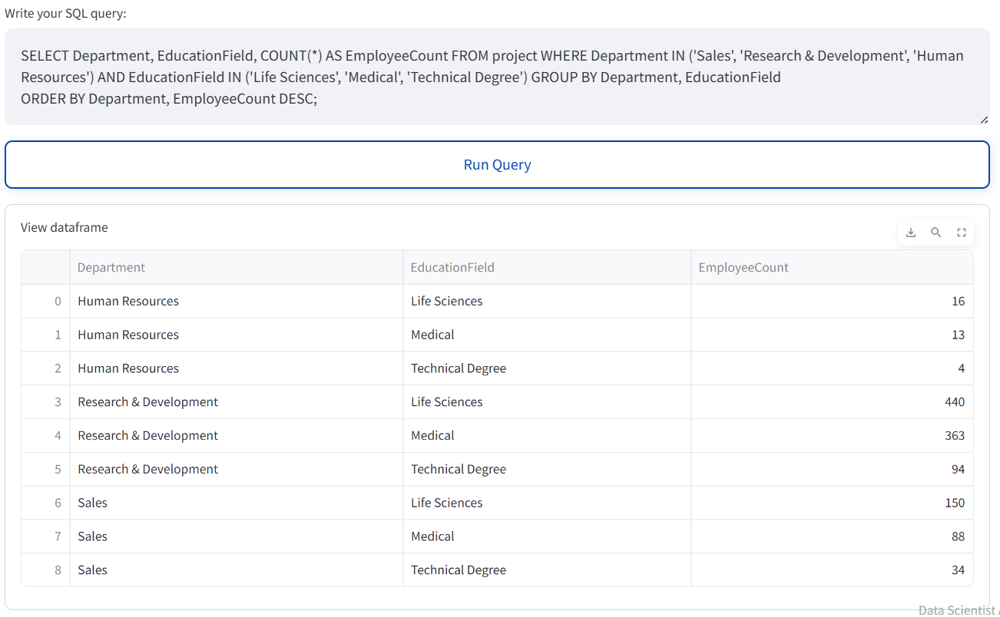 Write your SQL query:
SELECT Department, EducationField, COUNT(*) AS EmployeeCount FROM project WHERE Department IN ('Sales', 'Research & Development', 'Human
Resources') AND EducationField IN ('Life Sciences', 'Medical', 'Technical Degree') GROUP BY Department, EducationField
ORDER BY Department, EmployeeCount DESC;
Run Query
View dataframe
Department EducationField EmployeeCount
0 Human Resources Life Sciences 16
1 Human Resources Medical 13
2 Human Resources Technical Degree 4
3 Research & Development Life Sciences 440
4 Research & Development Medical 363
5 Research & Development Technical Degree 94
6 Sales Life Sciences 150
7 Sales Medical 88
8 Sales Technical Degree 34
Data Scientist